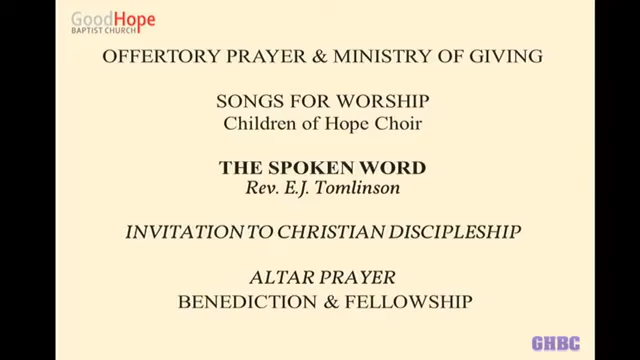 GoodHope
BAPTIST CHURCH
OFFERTORY PRAYER & MINISTRY OF GIVING
SONGS FOR WORSHIP
Children of Hope Choir
THE SPOKEN WORD
Rev. E.J. Tomlinson
INVITATION TO CHRISTIAN DISCIPLESHIP
ALTAR PRAYER
BENEDICTION & FELLOWSHIP
GHBC